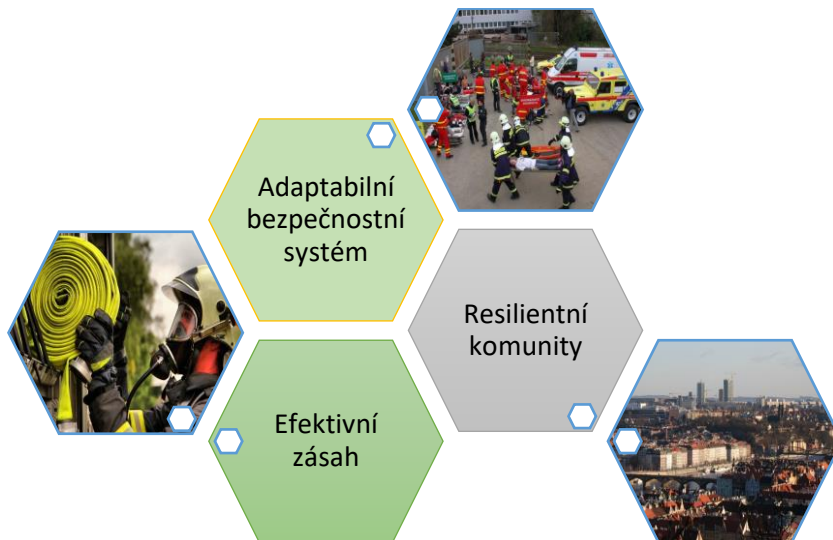 Adaptabilní
bezpečnostní
systém
Resilientní
komunity
Efektivní
zásah